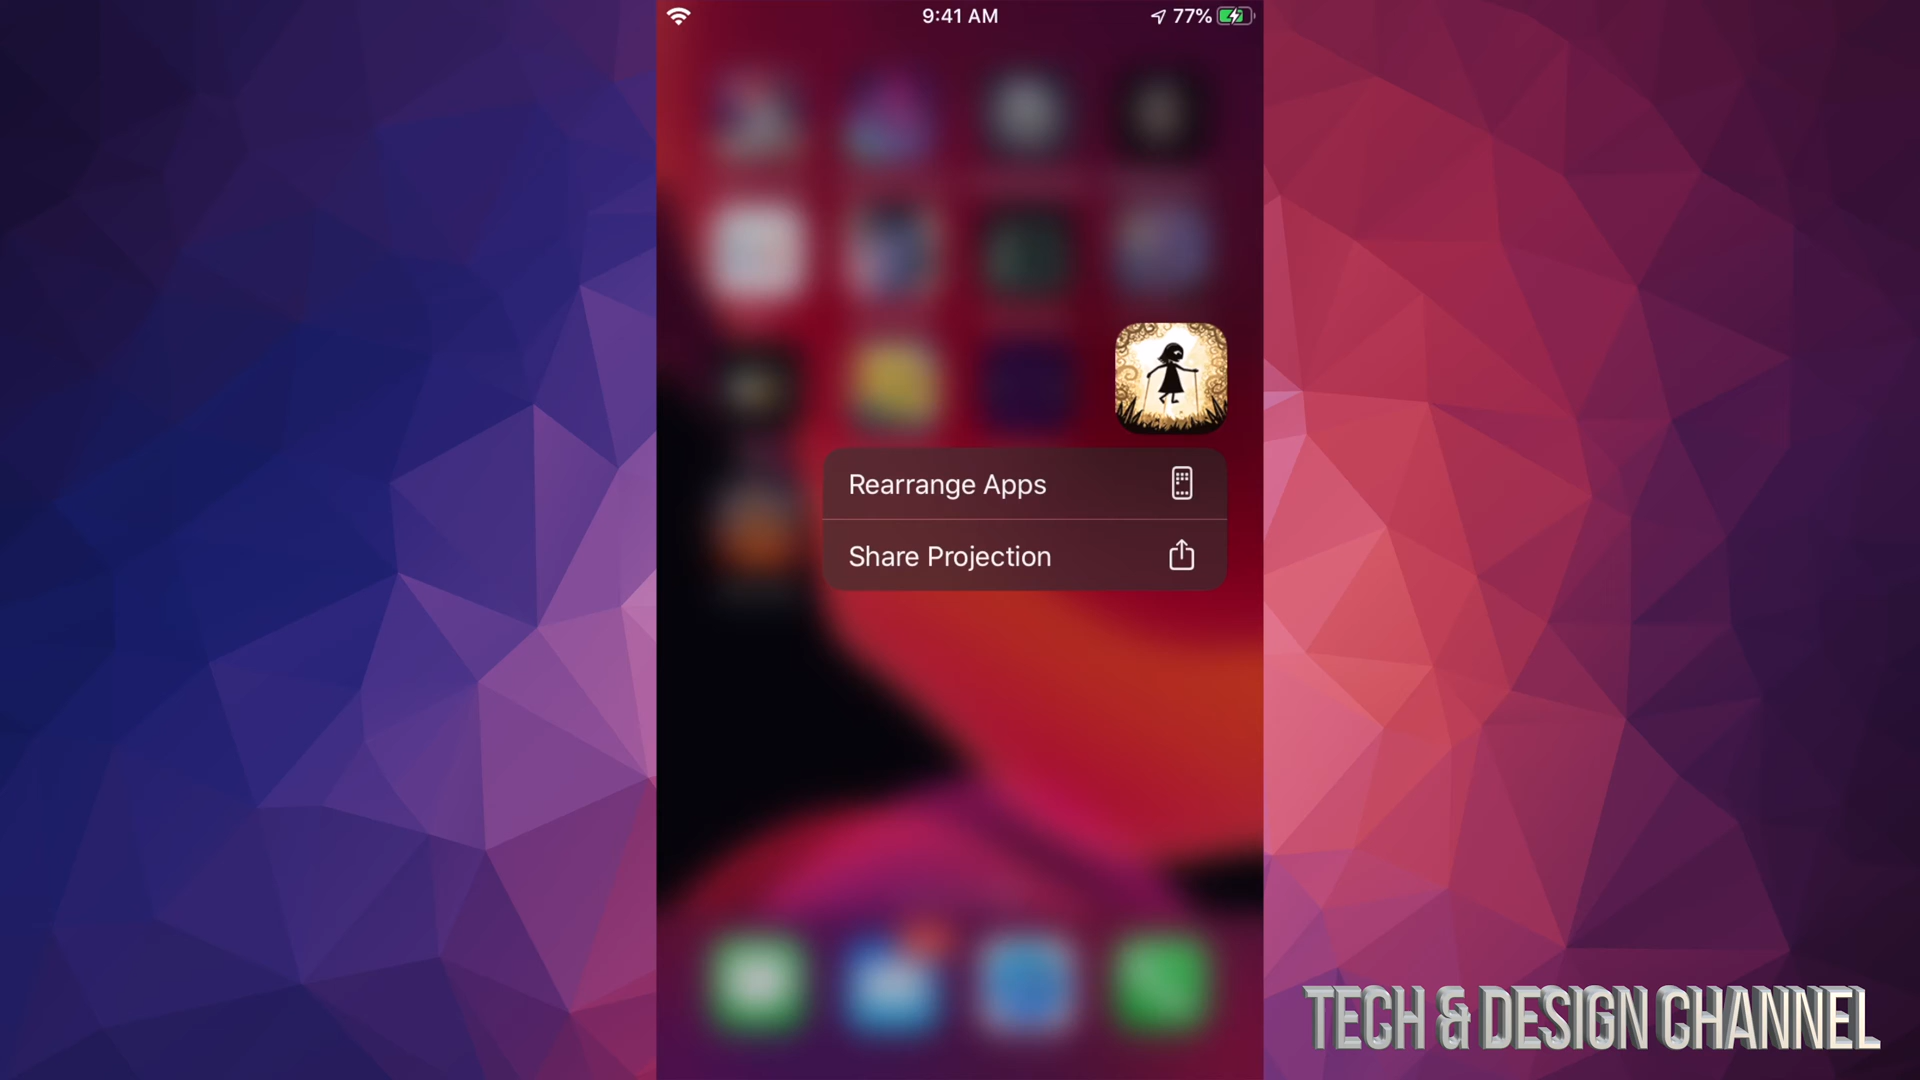 9:41 AM
77%
Rearrange Apps
Share Projection
TECH & DESIGN CHANNEL